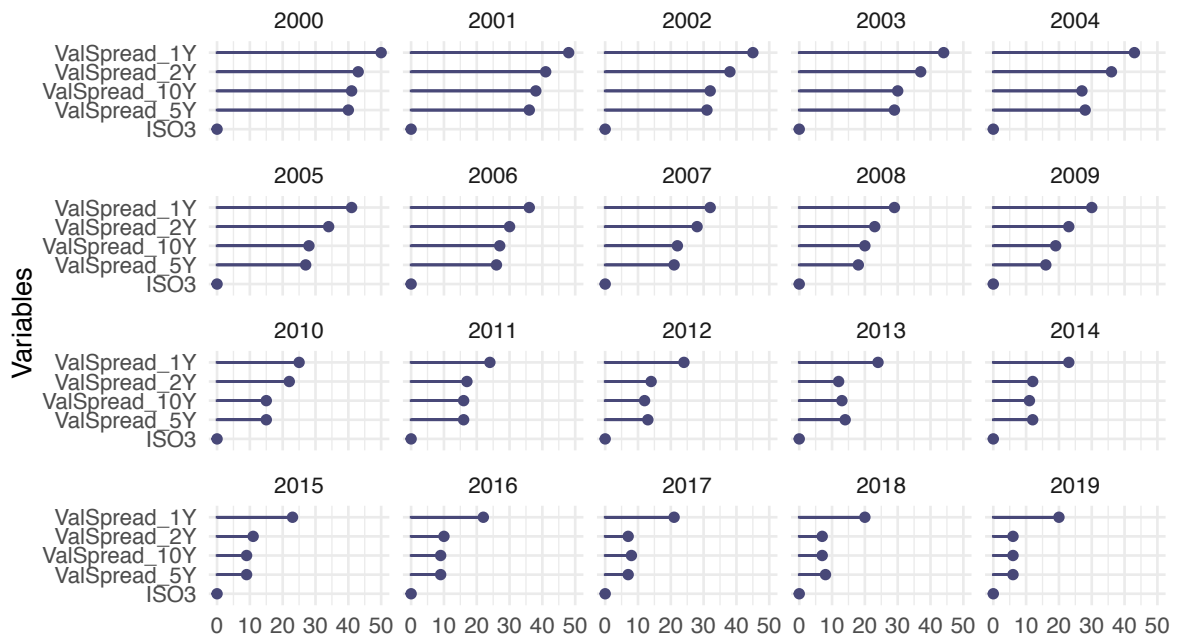 2000 2001 2002 2003 2004
ValSpread_1Y
ValSpread_2Y
ValSpread_10Y
ValSpread_5Y
ISO3
2005 2006 2007 2008 2009
ValSpread_1Y
ValSpread_2Y
ValSpread_10Y
ValSpread_5Y
ISO3
Variables
2010 2011 2012 2013 2014
ValSpread_1Y
ValSpread_2Y
ValSpread_10Y
ValSpread_5Y
ISO3
2015 2016 2017 2018 2019
ValSpread_1Y
ValSpread_2Y
ValSpread_10Y
ValSpread_5Y
ISO3
0 10 20 30 40 50 0 10 20 30 40 50 0 10 20 30 40 50 0 10 20 30 40 50 0 10 20 30 40 50